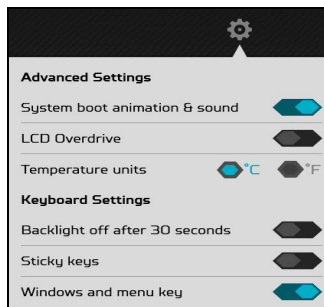 Advanced Settings
System boot animation & sound
LCD Overdrive
Temperature units °C °F
Keyboard Settings
Backlight off after 30 seconds
Sticky keys
Windows and menu key